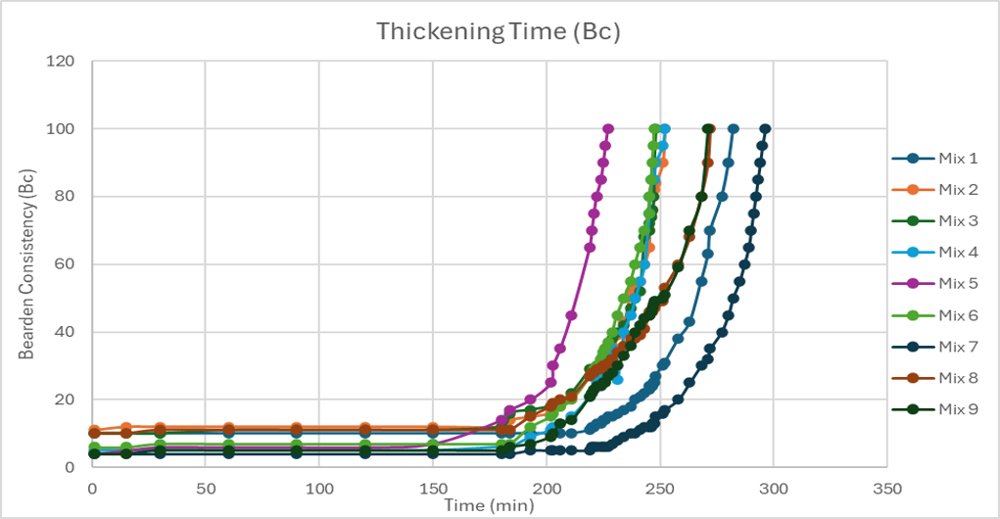 Thickening Time (Bc)
120
100
80
60
40
20
0
Bearden Consistency (Bc)
0 50 100 150 200 250 300 350
Time (min)
Mix 1
Mix 2
Mix 3
Mix 4
Mix 5
Mix 6
Mix 7
Mix 8
Mix 9